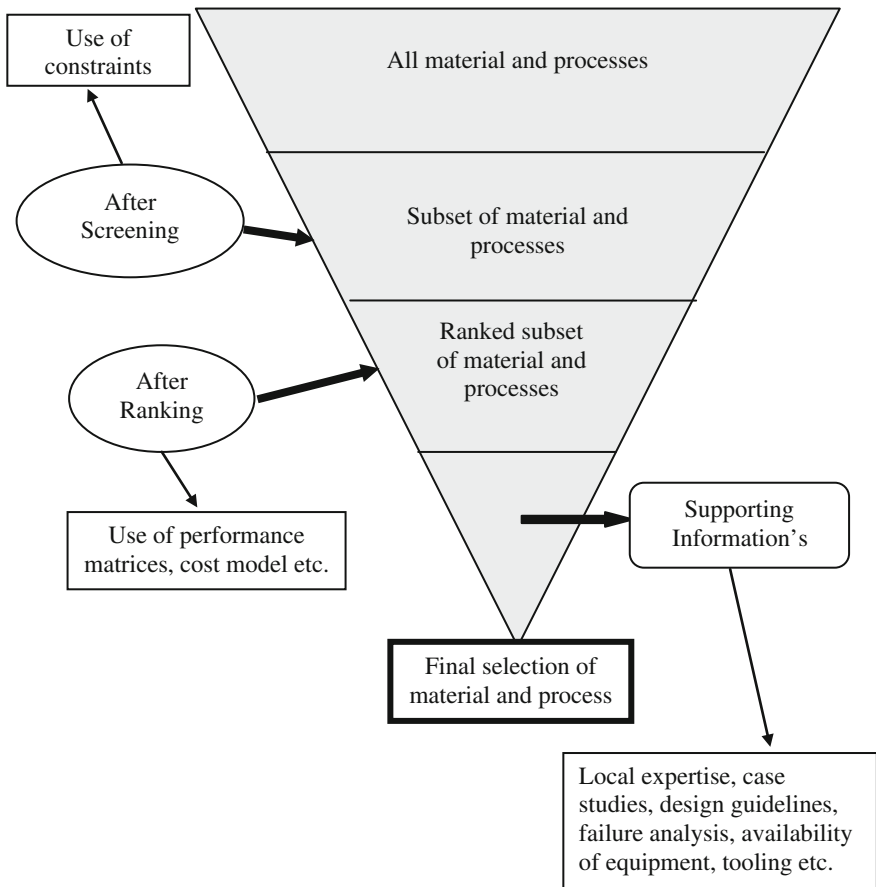 Use of
constraints
All material and processes
After
Screening
Subset of material and
processes
Ranked subset
of material and
processes
After
Ranking
Use of performance
matrices, cost model etc.
Supporting
Information's
Final selection of
material and process
Local expertise, case
studies, design guidelines,
failure analysis, availability
of equipment, tooling etc.